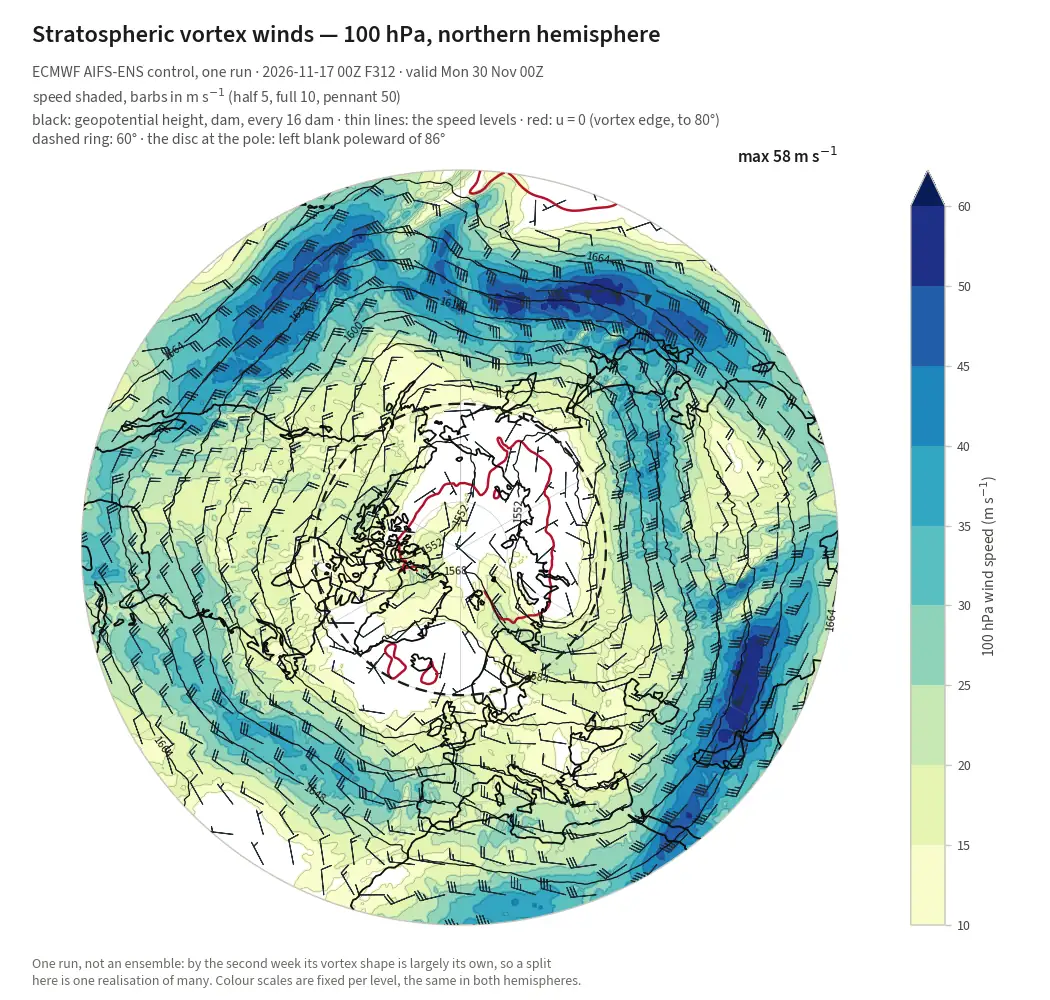 Stratospheric vortex winds — 100 hPa, northern hemisphere
ECMWF AIFS-ENS control, one run · 2026-11-17 00Z F312 · valid Mon 30 Nov 00Z
speed shaded, barbs in m s⁻¹ (half 5, full 10, pennant 50)
black: geopotential height, dam, every 16 dam · thin lines: the speed levels · red: u = 0 (vortex edge, to 80°)
dashed ring: 60° · the disc at the pole: left blank poleward of 86°
max 58 m s⁻¹
60
50
45
40
35
30
25
20
15
10
100 hPa wind speed (m s⁻¹)
1664
1600
1664
1552
1552
1552
1568
1584
1664
One run, not an ensemble: by the second week its vortex shape is largely its own, so a split
here is one realisation of many. Colour scales are fixed per level, the same in both hemispheres.